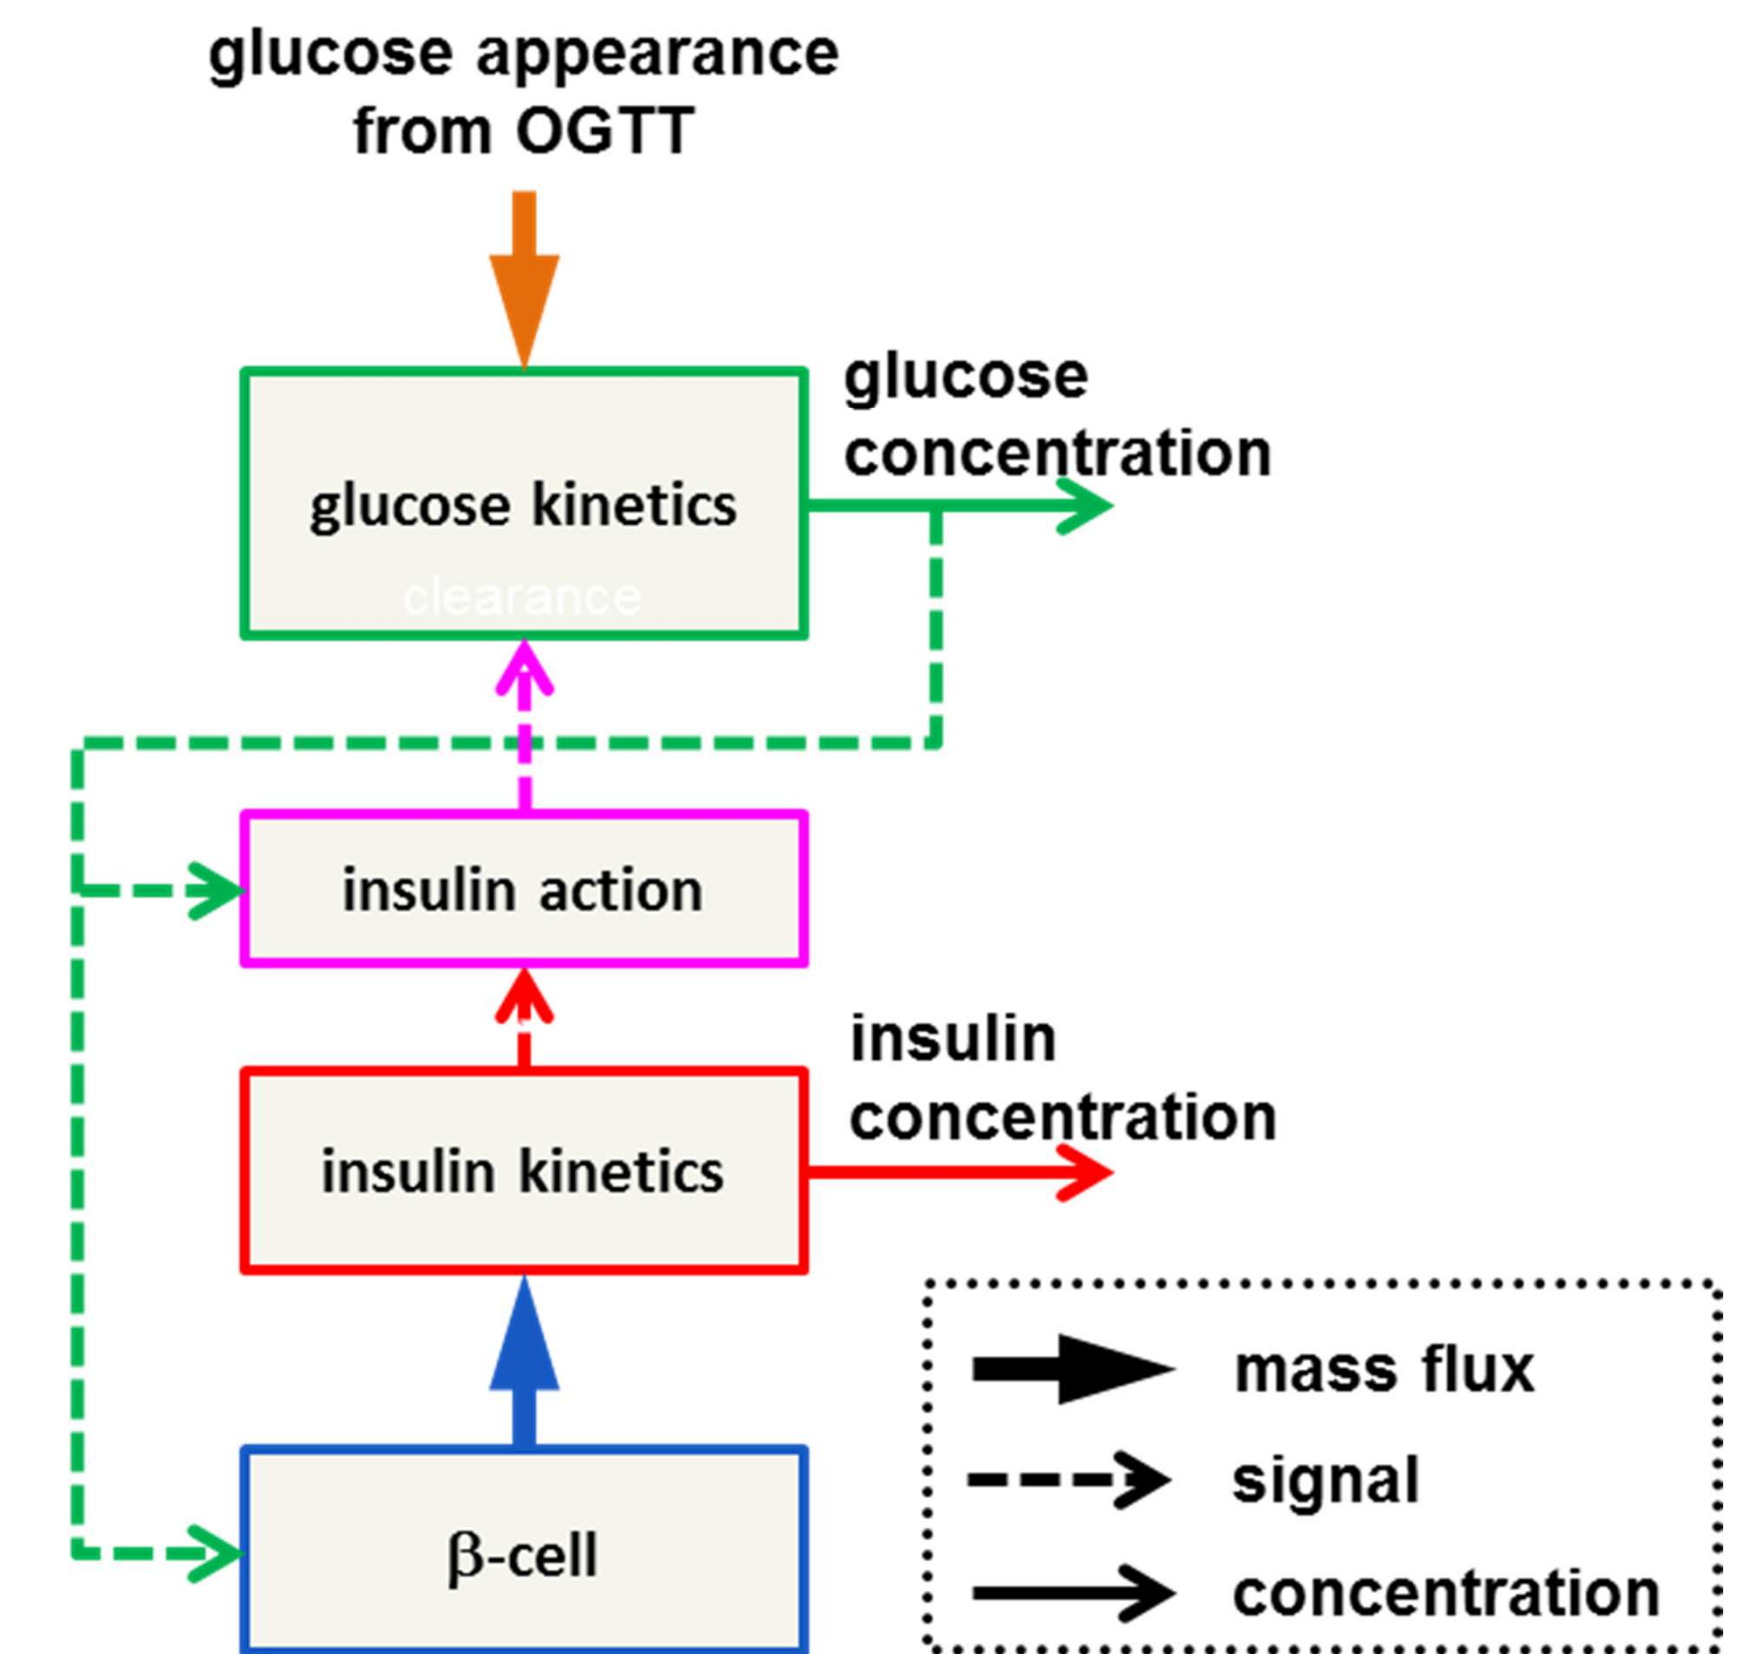 glucose appearance
from OGTT
glucose
concentration
glucose kinetics
clearance
insulin action
insulin
concentration
insulin kinetics
β-cell
mass flux
signal
concentration